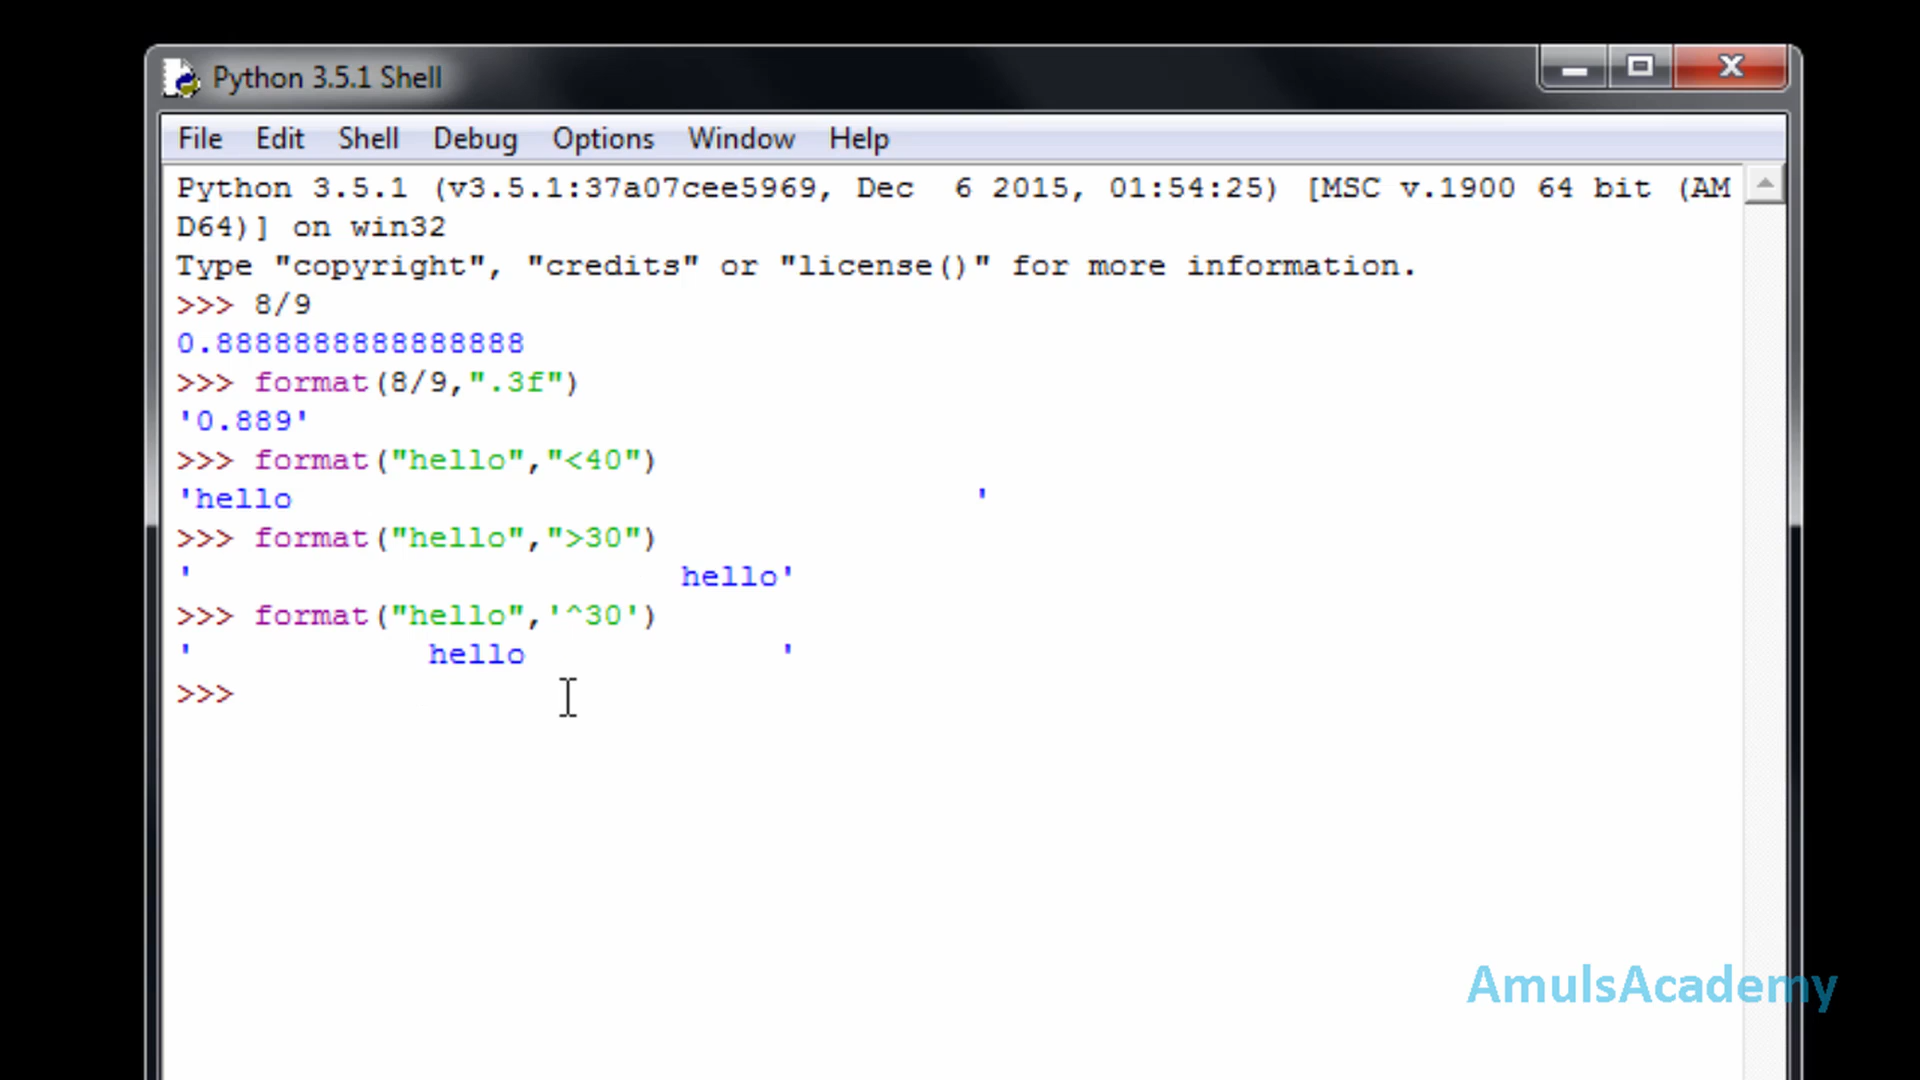 Python 3.5.1 Shell
File Edit Shell Debug Options Window Help
Python 3.5.1 (v3.5.1:37a07cee5969, Dec  6 2015, 01:54:25) [MSC v.1900 64 bit (AM
D64)] on win32
Type "copyright", "credits" or "license()" for more information.
>>> 8/9
0.8888888888888888
>>> format(8/9,".3f")
'0.889'
>>> format("hello","<40")
'hello                                   '
>>> format("hello",">30")
'                         hello'
>>> format("hello",'^30')
'            hello             '
>>>
AmulsAcademy